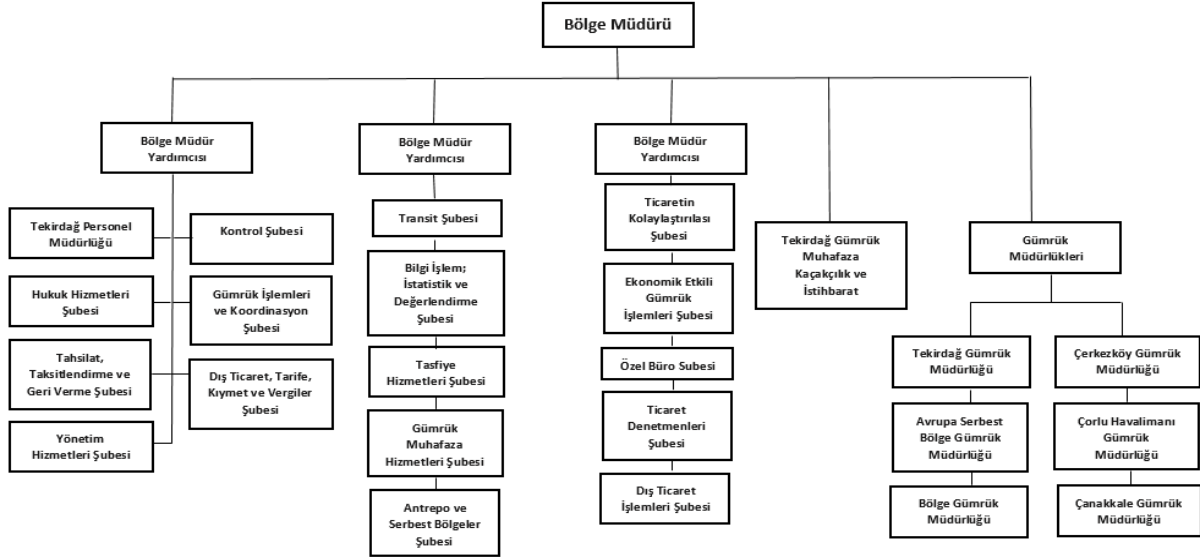 Bölge Müdürü
Bölge Müdür
Yardımcısı
Tekirdağ Personel
Müdürlüğü
Kontrol Şubesi
Hukuk Hizmetleri
Şubesi
Gümrük İşlemleri
ve Koordinasyon
Şubesi
Tahsilat,
Taksitlendirme ve
Geri Verme Şubesi
Dış Ticaret, Tarife,
Kıymet ve Vergiler
Şubesi
Yönetim
Hizmetleri Şubesi
Bölge Müdür
Yardımcısı
Transit Şubesi
Bilgi İşlem;
İstatistik ve
Değerlendirme
Şubesi
Tasfiye
Hizmetleri Şubesi
Gümrük
Muhafaza
Hizmetleri Şubesi
Antrepo ve
Serbest Bölgeler
Şubesi
Bölge Müdür
Yardımcısı
Ticaretin
Kolaylaştırılası
Şubesi
Ekonomik Etkili
Gümrük
İşlemleri Şubesi
Özel Büro Subesi
Ticaret
Denetmenleri
Şubesi
Dış Ticaret
İşlemleri Şubesi
Tekirdağ Gümrük
Muhafaza
Kaçakçılık ve
İstihbarat
Gümrük
Müdürlükleri
Tekirdağ Gümrük
Müdürlüğü
Avrupa Serbest
Bölge Gümrük
Müdürlüğü
Bölge Gümrük
Müdürlüğü
Çerkezköy Gümrük
Müdürlüğü
Çorlu Havalimanı
Gümrük
Müdürlüğü
Çanakkale Gümrük
Müdürlüğü